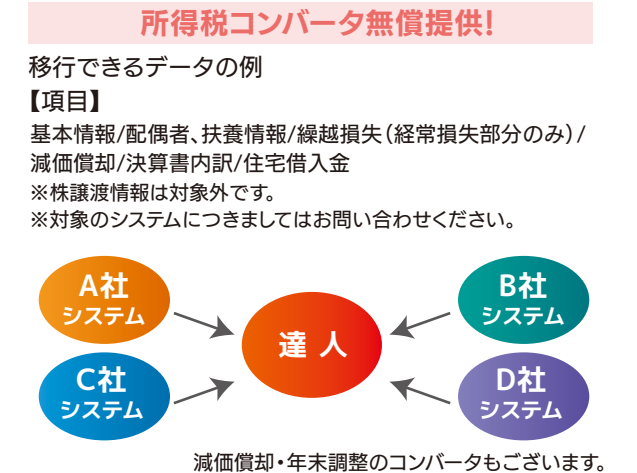 所得税コンバータ無償提供!
移行できるデータの例
【項目】
基本情報/配偶者、扶養情報/繰越損失(経常損失部分のみ)/
減価償却/決算書内訳/住宅借入金
※株譲渡情報は対象外です。
※対象のシステムにつきましてはお問い合わせください。
A社
システム
B社
システム
達人
C社
システム
D社
システム
減価償却・年末調整のコンバータもございます。